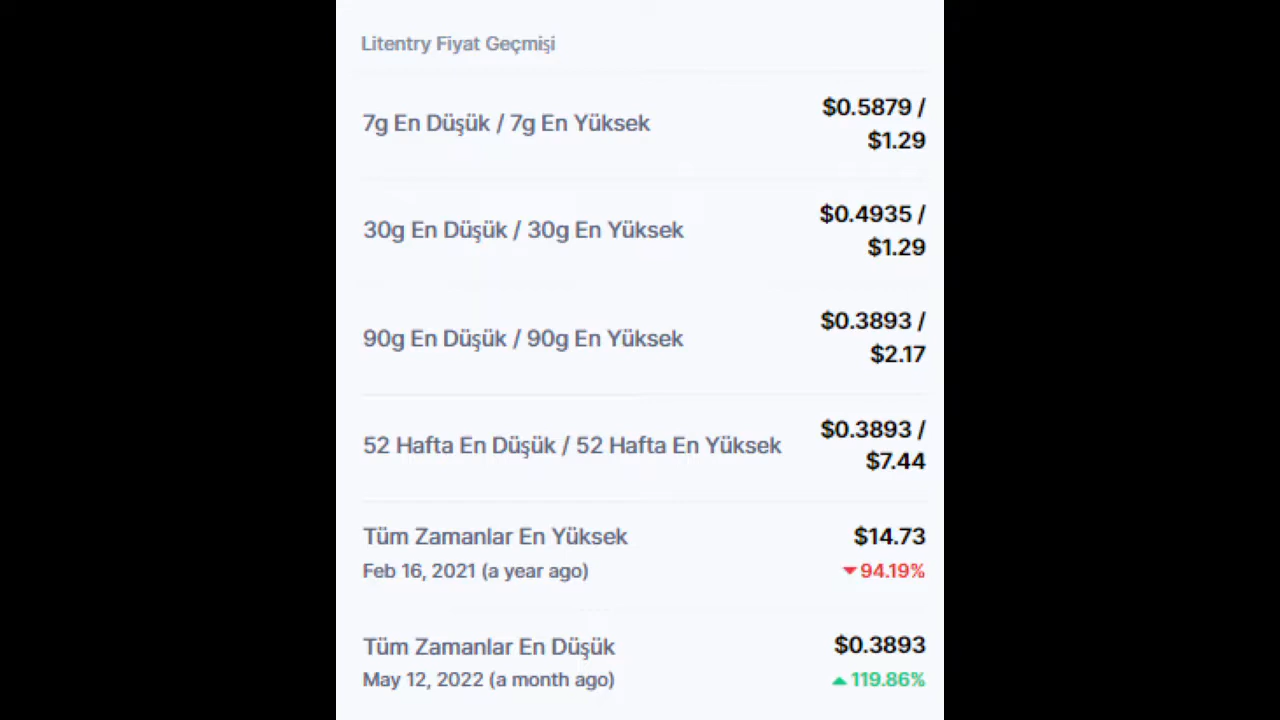 Litentry Fiyat Geçmişi
7g En Düşük / 7g En Yüksek
$0.5879 /
$1.29
30g En Düşük / 30g En Yüksek
$0.4935 /
$1.29
90g En Düşük / 90g En Yüksek
$0.3893 /
$2.17
52 Hafta En Düşük / 52 Hafta En Yüksek
$0.3893 /
$7.44
Tüm Zamanlar En Yüksek
$14.73
Feb 16, 2021 (a year ago)
94.19%
Tüm Zamanlar En Düşük
$0.3893
May 12, 2022 (a month ago)
119.86%